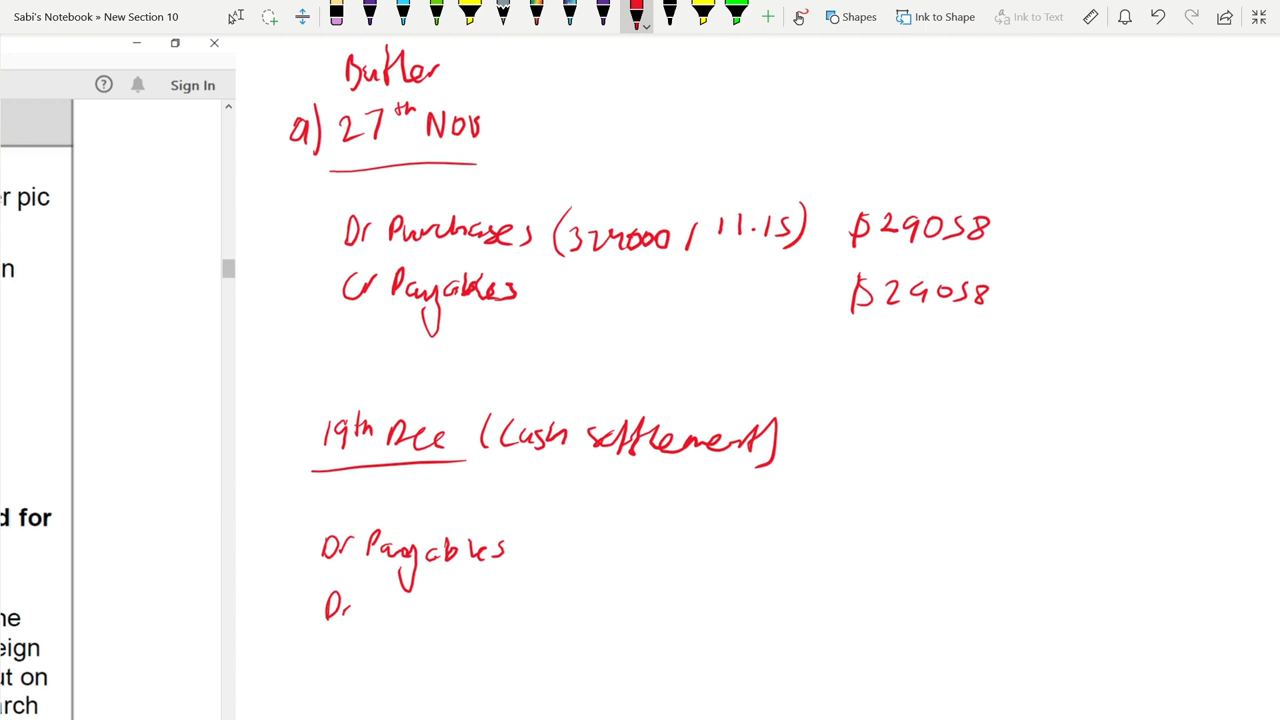 Sabi's Notebook » New Section 10
Shapes
Ink to Shape
Ink to Text
Sign In
r pic
n
d for
ne
eign
ut on
arch
Butler
a) 27th Nov
Dr Purchases (324000 / 11.15) $29058
Cr Payables $29058
19th Dec (Cash settlement)
Dr Payables
Dr